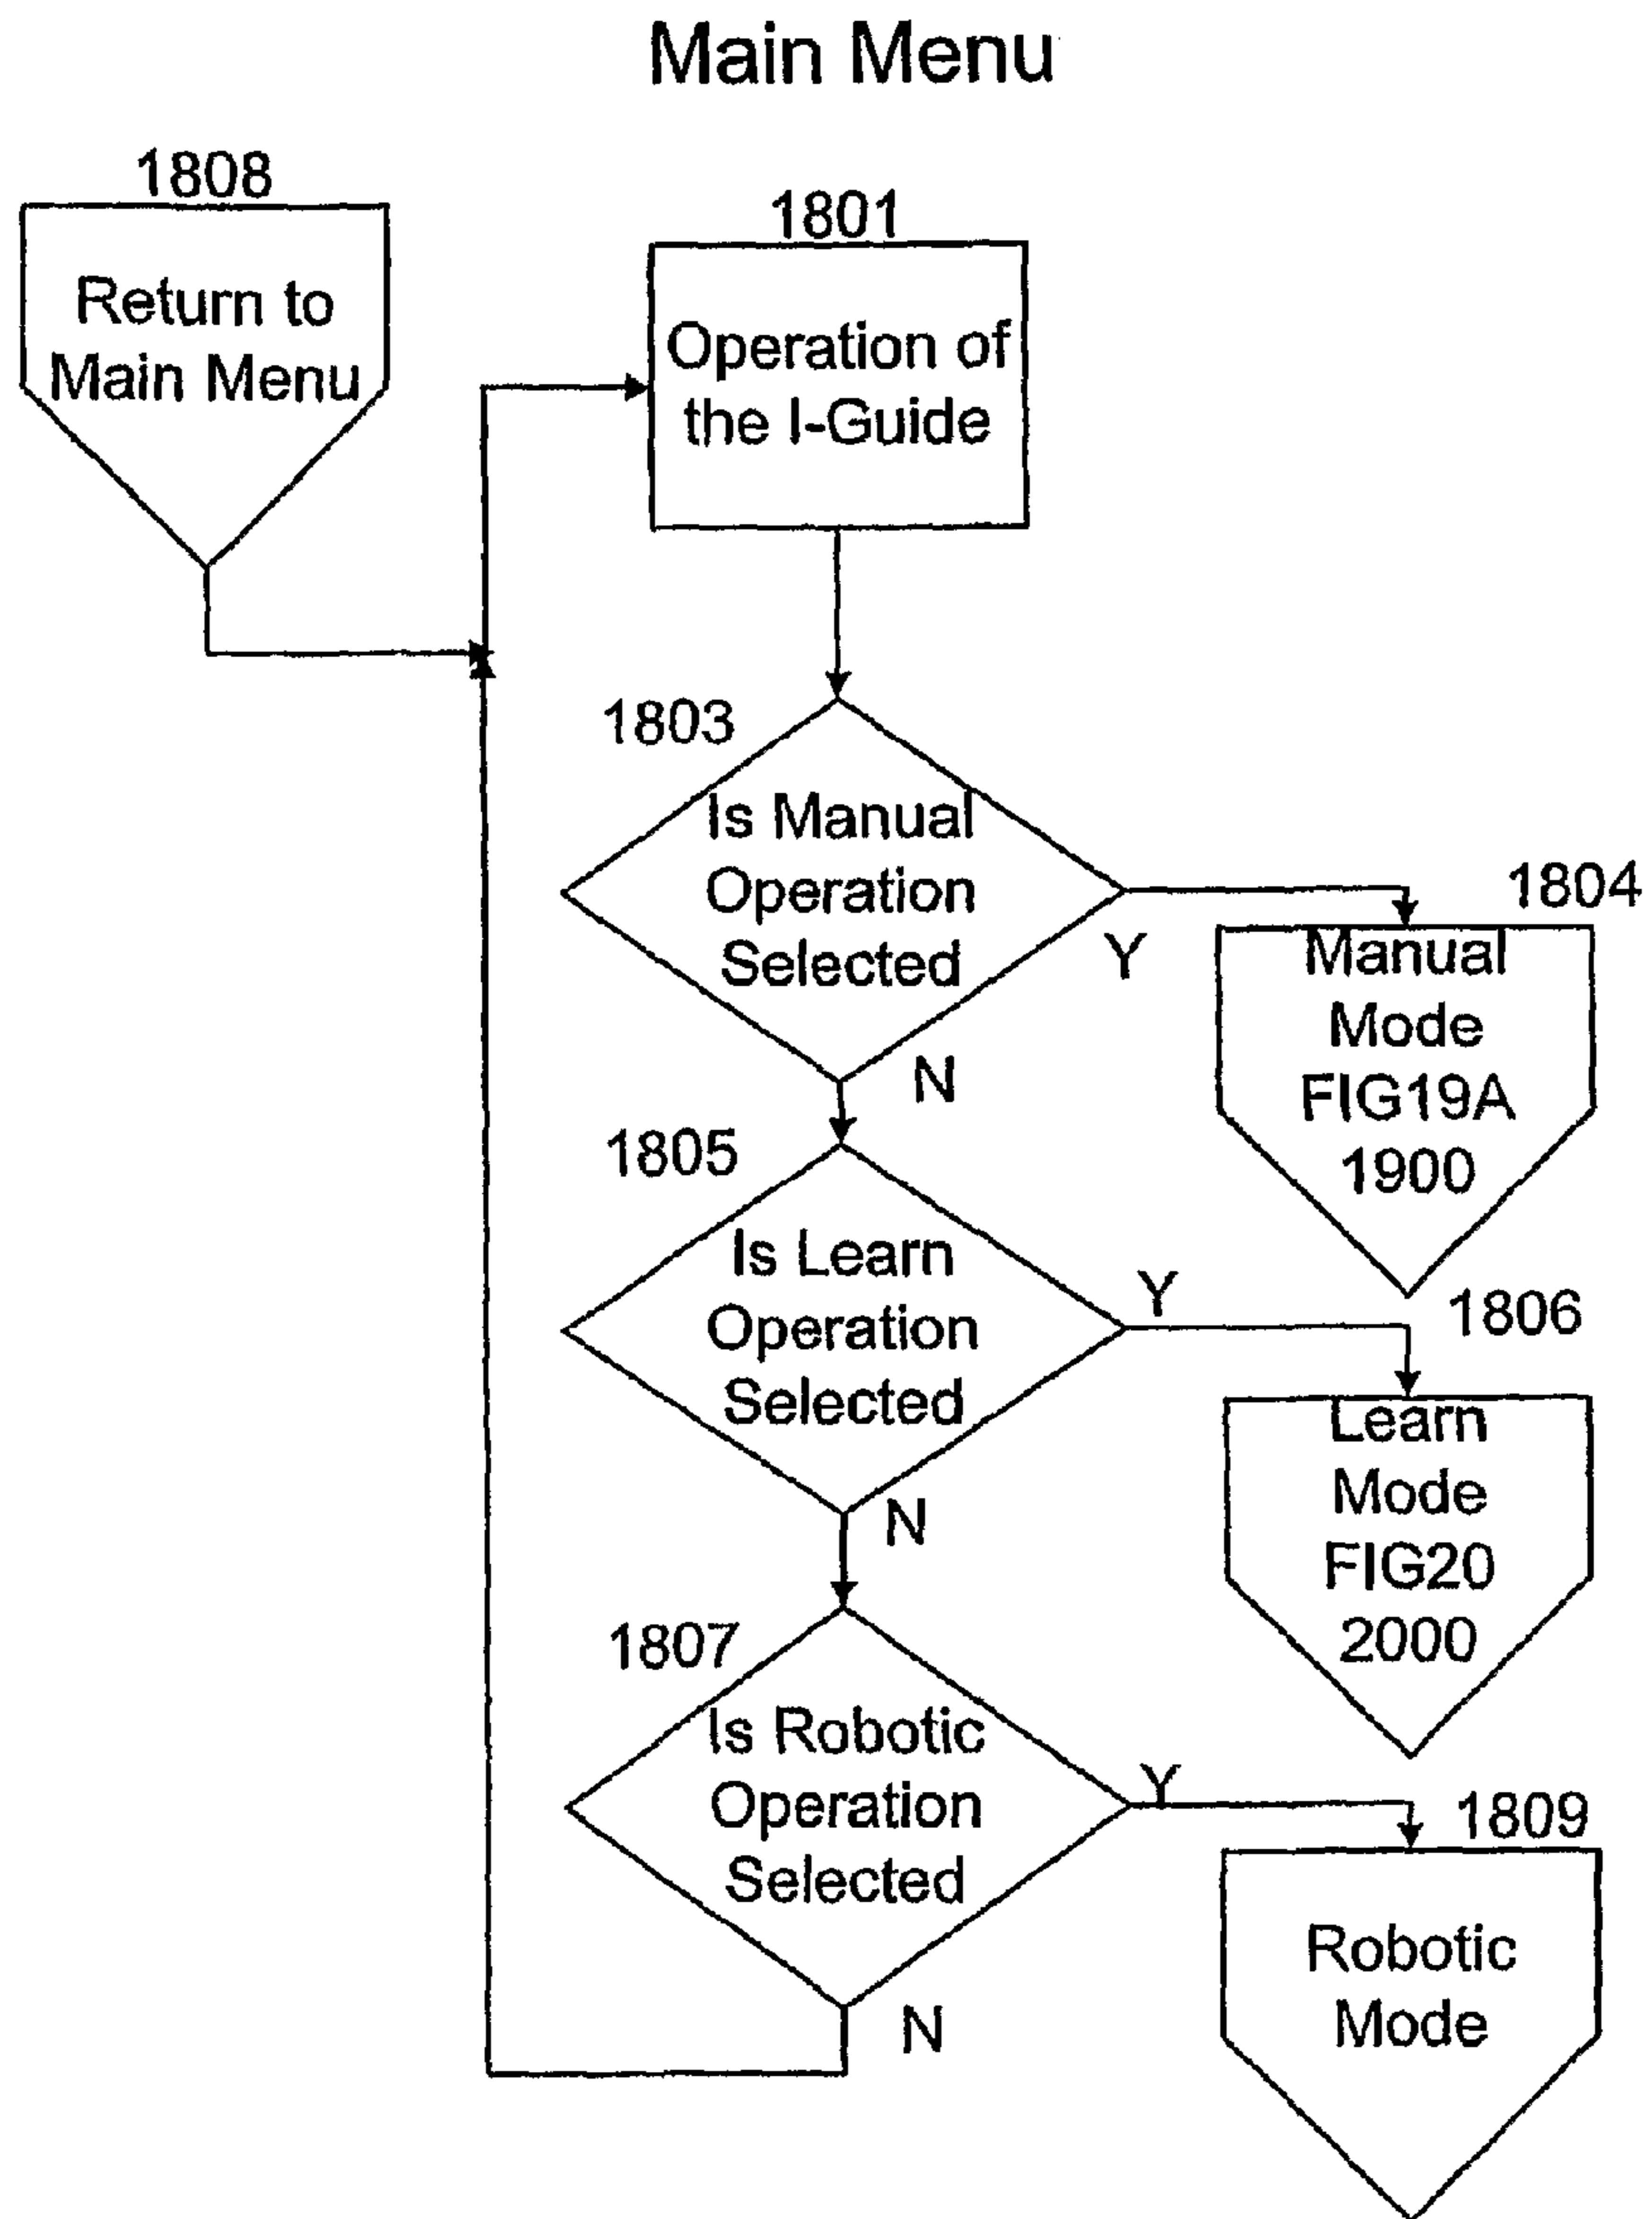 Main Menu
1808
Return to
Main Menu
1801
Operation of
the I-Guide
1803
Is Manual
Operation
Selected
Y
N
1804
Manual
Mode
FIG19A
1900
1805
Is Learn
Operation
Selected
Y
N
1806
Learn
Mode
FIG20
2000
1807
Is Robotic
Operation
Selected
Y
N
1809
Robotic
Mode